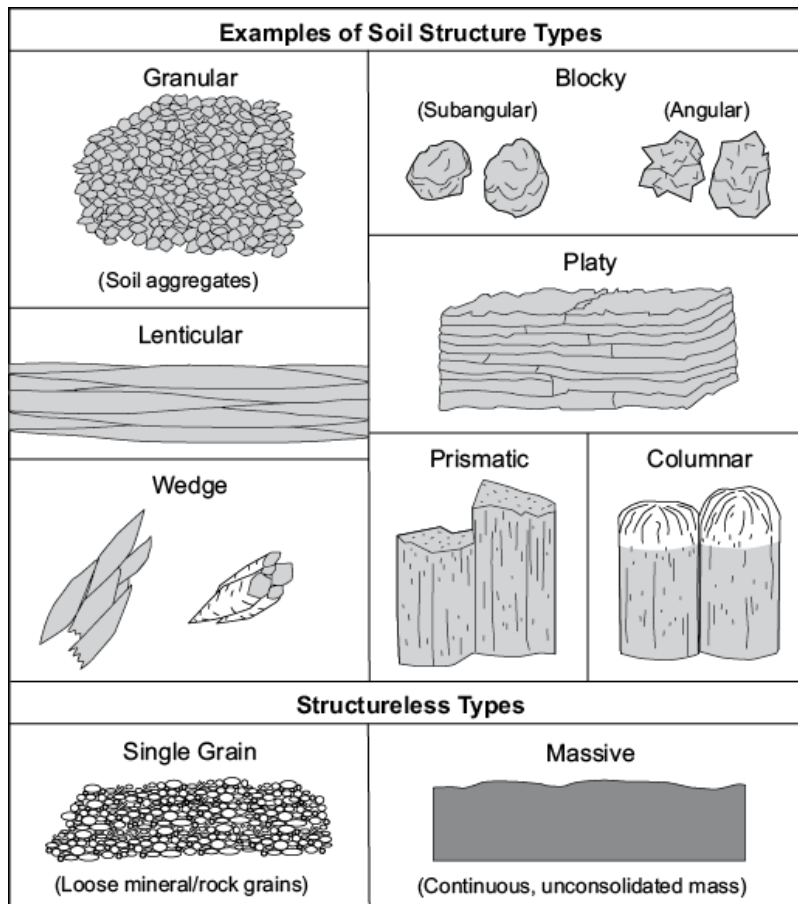 Examples of Soil Structure Types
Granular
(Soil aggregates)
Blocky
(Subangular)
(Angular)
Platy
Lenticular
Wedge
Prismatic
Columnar
Structureless Types
Single Grain
(Loose mineral/rock grains)
Massive
(Continuous, unconsolidated mass)